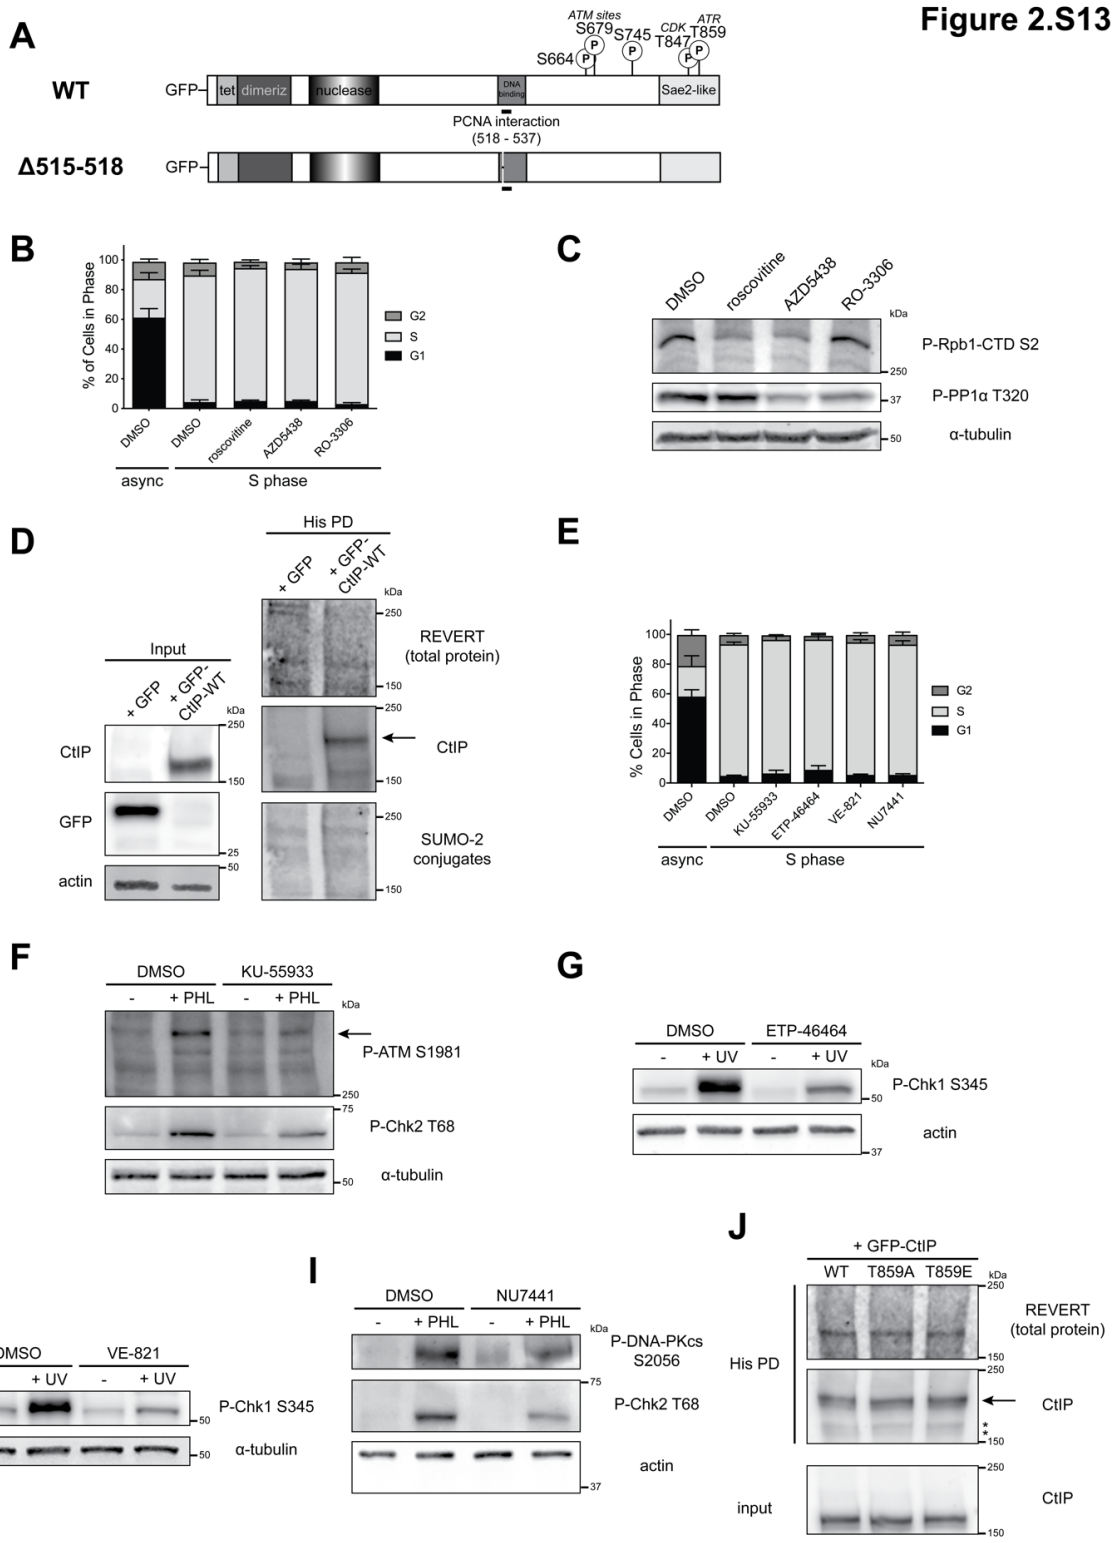 Figure 2.S13
A
ATM sites
S679
S745
CDK
ATR
T859
S664
T847
P
P
P
P
P
WT
GFP
tet
dimeriz
nuclease
DNA
binding
Sae2-like
PCNA interaction
(518 - 537)
Δ515-518
GFP
B
% of Cells in Phase
100
80
60
40
20
0
G2
S
G1
DMSO
DMSO
roscovitine
AZD5438
RO-3306
async
S phase
C
DMSO
roscovitine
AZD5438
RO-3306
kDa
P-Rpb1-CTD S2
250
P-PP1α T320
37
α-tubulin
50
D
Input
+ GFP
+ GFP-
CtIP-WT
kDa
CtIP
250
150
GFP
25
actin
50
His PD
+ GFP
+ GFP-
CtIP-WT
kDa
250
REVERT
(total protein)
150
250
CtIP
150
250
SUMO-2
conjugates
150
E
% Cells in Phase
100
80
60
40
20
0
G2
S
G1
DMSO
DMSO
KU-55933
ETP-46464
VE-821
NU7441
async
S phase
F
DMSO
KU-55933
-
+ PHL
-
+ PHL
kDa
P-ATM S1981
250
75
P-Chk2 T68
α-tubulin
50
G
DMSO
ETP-46464
-
+ UV
-
+ UV
kDa
P-Chk1 S345
50
actin
37
DMSO
VE-821
+ UV
-
+ UV
P-Chk1 S345
50
α-tubulin
50
I
DMSO
NU7441
-
+ PHL
-
+ PHL
kDa
P-DNA-PKcs
S2056
75
P-Chk2 T68
actin
37
J
+ GFP-CtIP
WT
T859A
T859E
kDa
250
REVERT
(total protein)
150
His PD
250
CtIP
*
*
150
250
input
CtIP
150